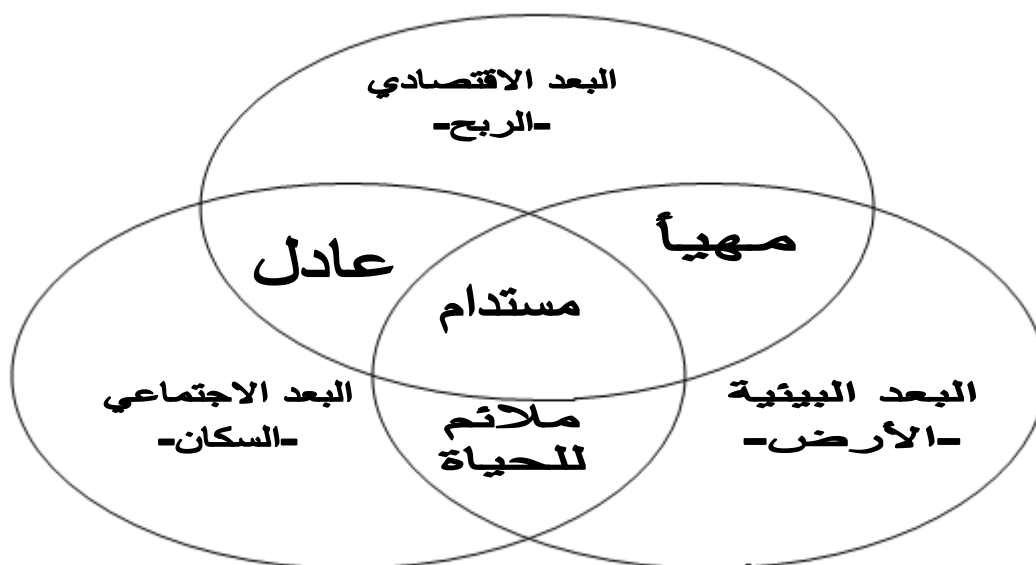 البعد الاقتصادي
-الربح-
مهيأ
عادل
مستدام
البعد البيئية
-الأرض-
البعد الاجتماعي
-السكان-
ملائم
للحياة